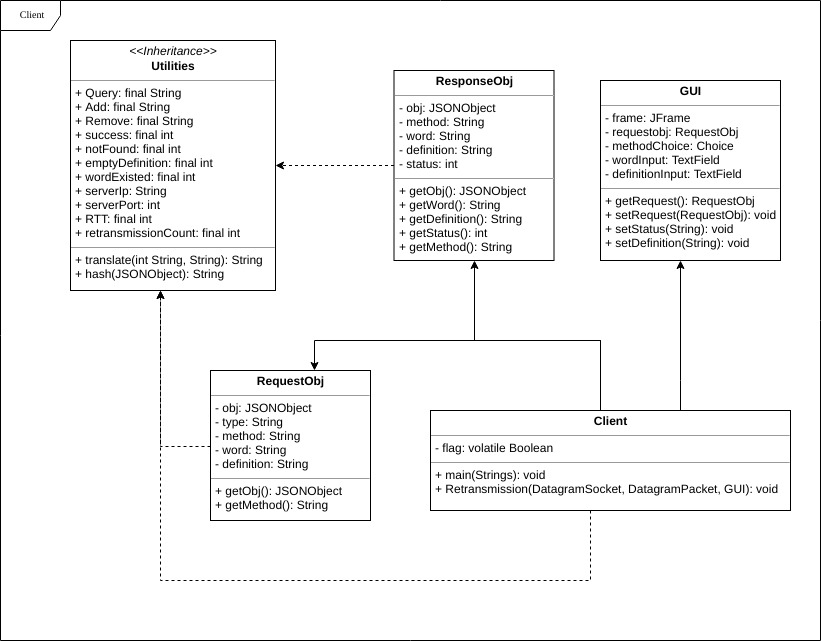 Client
<<Inheritance>>
Utilities
+ Query: final String
+ Add: final String
+ Remove: final String
+ success: final int
+ notFound: final int
+ emptyDefinition: final int
+ wordExisted: final int
+ serverIp: String
+ serverPort: int
+ RTT: final int
+ retransmissionCount: final int
+ translate(int String, String): String
+ hash(JSONObject): String
ResponseObj
- obj: JSONObject
- method: String
- word: String
- definition: String
- status: int
+ getObj(): JSONObject
+ getWord(): String
+ getDefinition(): String
+ getStatus(): int
+ getMethod(): String
GUI
- frame: JFrame
- requestobj: RequestObj
- methodChoice: Choice
- wordInput: TextField
- definitionInput: TextField
+ getRequest(): RequestObj
+ setRequest(RequestObj): void
+ setStatus(String): void
+ setDefinition(String): void
RequestObj
- obj: JSONObject
- type: String
- method: String
- word: String
- definition: String
+ getObj(): JSONObject
+ getMethod(): String
Client
- flag: volatile Boolean
+ main(Strings): void
+ Retransmission(DatagramSocket, DatagramPacket, GUI): void